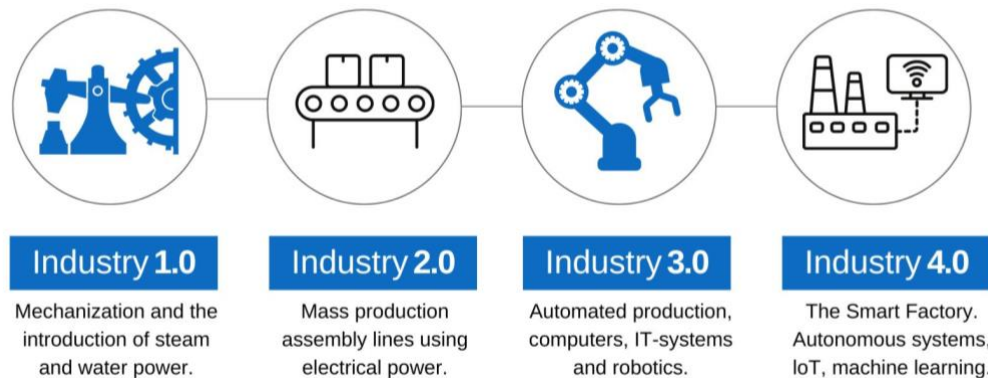 Industry 1.0
Mechanization and the
introduction of steam
and water power.
Industry 2.0
Mass production
assembly lines using
electrical power.
Industry 3.0
Automated production,
computers, IT-systems
and robotics.
Industry 4.0
The Smart Factory.
Autonomous systems,
IoT, machine learning.